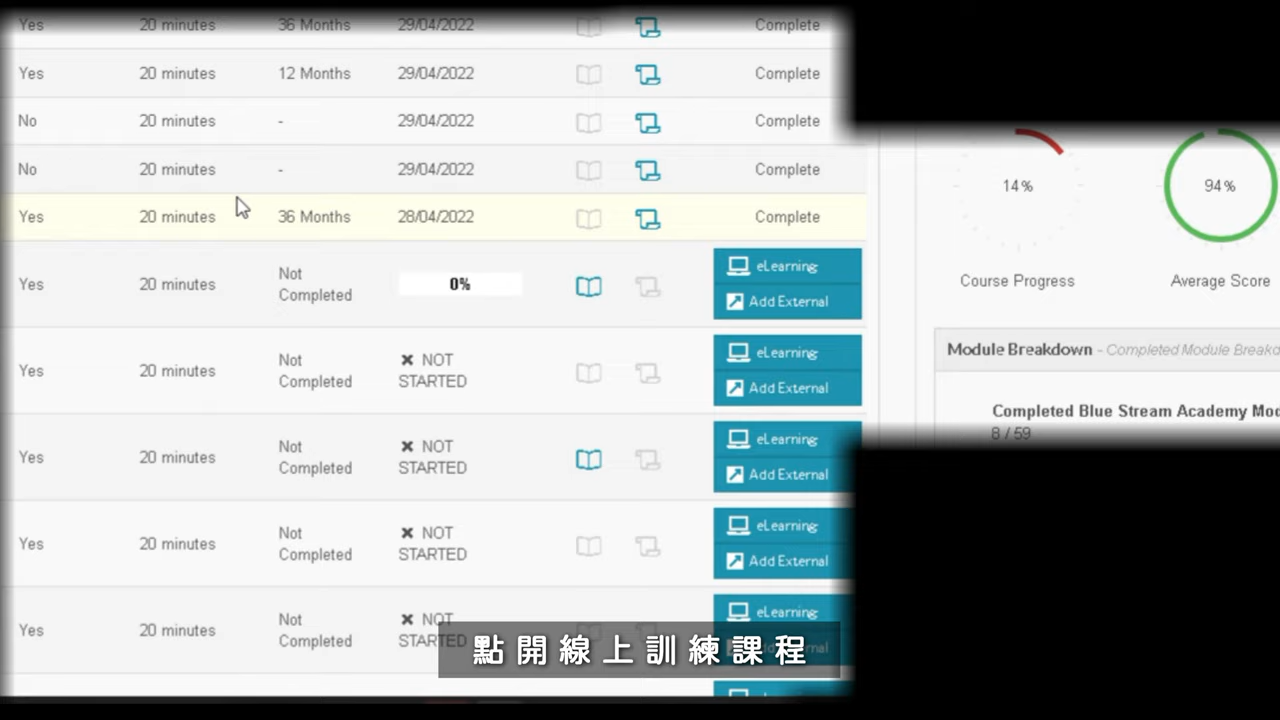 Yes 20 minutes 36 Months 29/04/2022 Complete
Yes 20 minutes 12 Months 29/04/2022 Complete
No 20 minutes - 29/04/2022 Complete
No 20 minutes - 29/04/2022 Complete
Yes 20 minutes 36 Months 28/04/2022 Complete
Yes 20 minutes Not Completed 0% eLearning
Add External
Yes 20 minutes Not Completed ✖ NOT STARTED eLearning
Add External
Yes 20 minutes Not Completed ✖ NOT STARTED eLearning
Add External
Yes 20 minutes Not Completed ✖ NOT STARTED eLearning
Add External
Yes 20 minutes Not Completed ✖ NOT STARTED eLearning
14%
Course Progress
94%
Average Score
Module Breakdown - Completed Module
Completed Blue Stream Academy
8 / 59
點開線上訓練課程